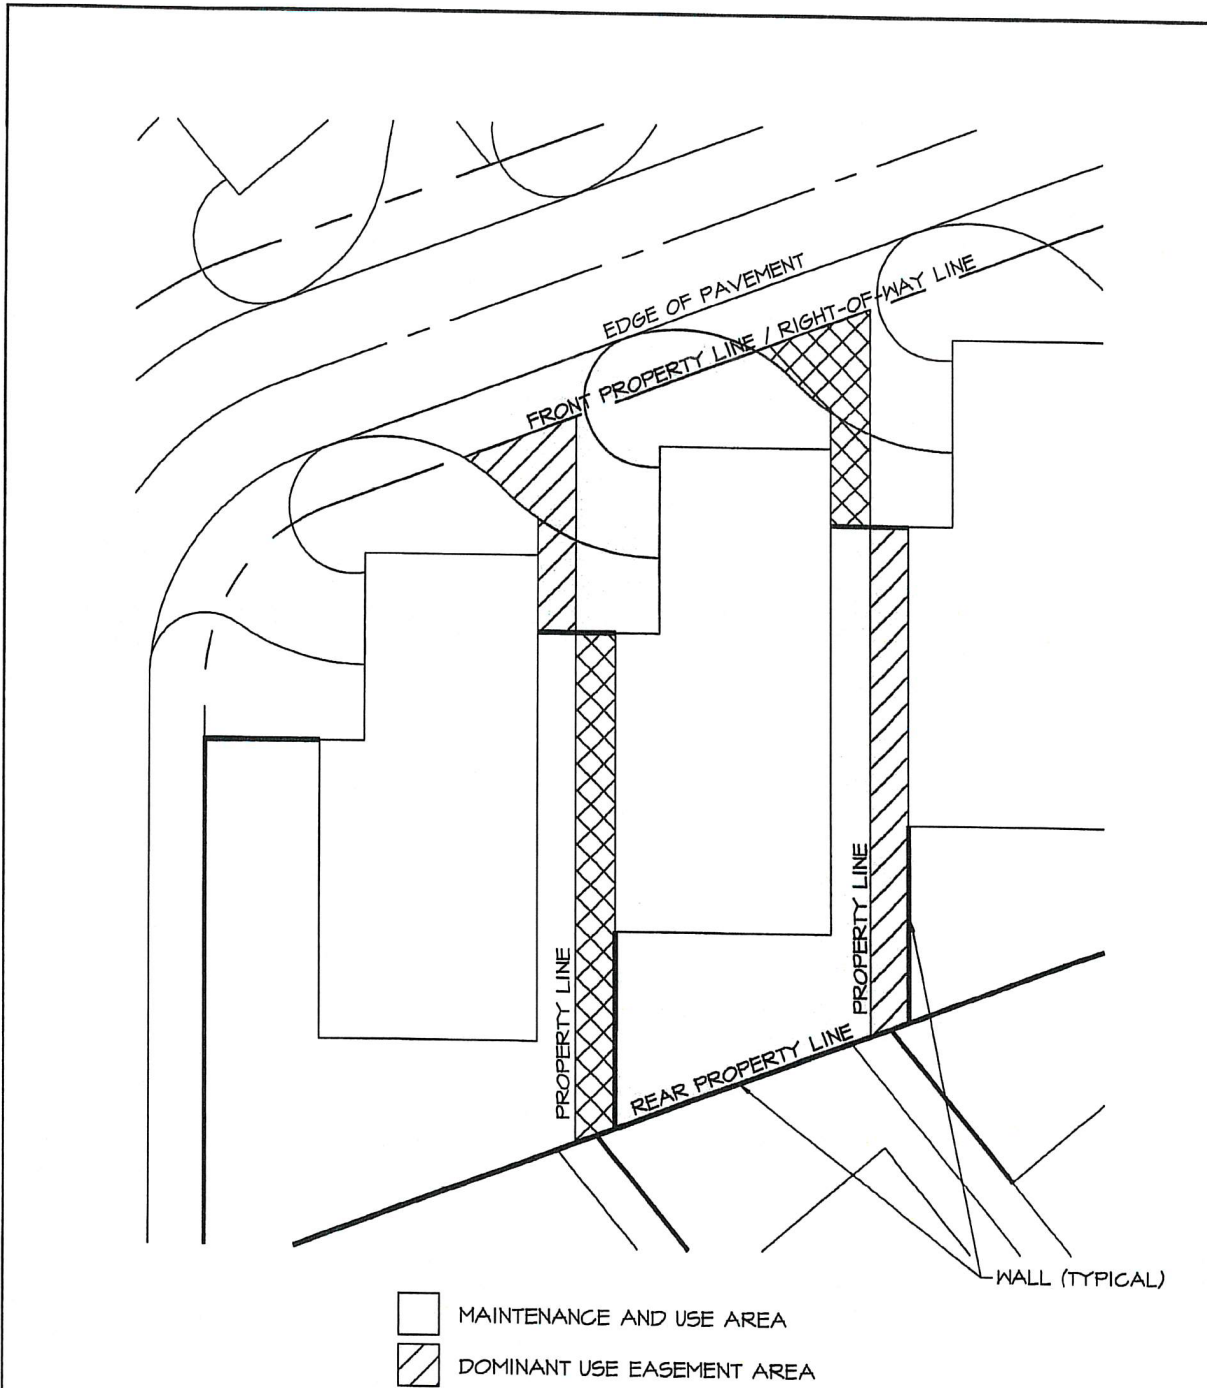 EDGE OF PAVEMENT
FRONT PROPERTY LINE / RIGHT-OF-WAY LINE
PROPERTY LINE
PROPERTY LINE
REAR PROPERTY LINE
WALL (TYPICAL)
MAINTENANCE AND USE AREA
DOMINANT USE EASEMENT AREA